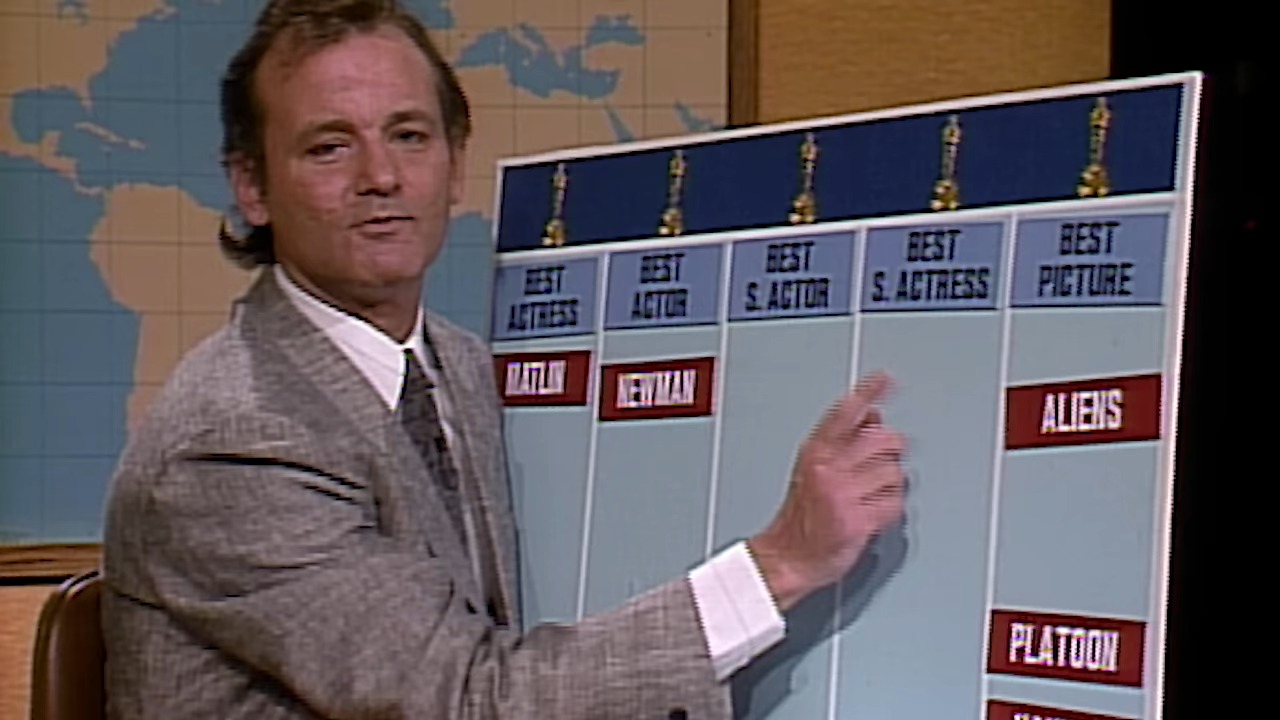 BEST
ACTRESS
BEST
ACTOR
BEST
S. ACTOR
BEST
S. ACTRESS
BEST
PICTURE
MATLIN
NEWMAN
ALIENS
PLATOON